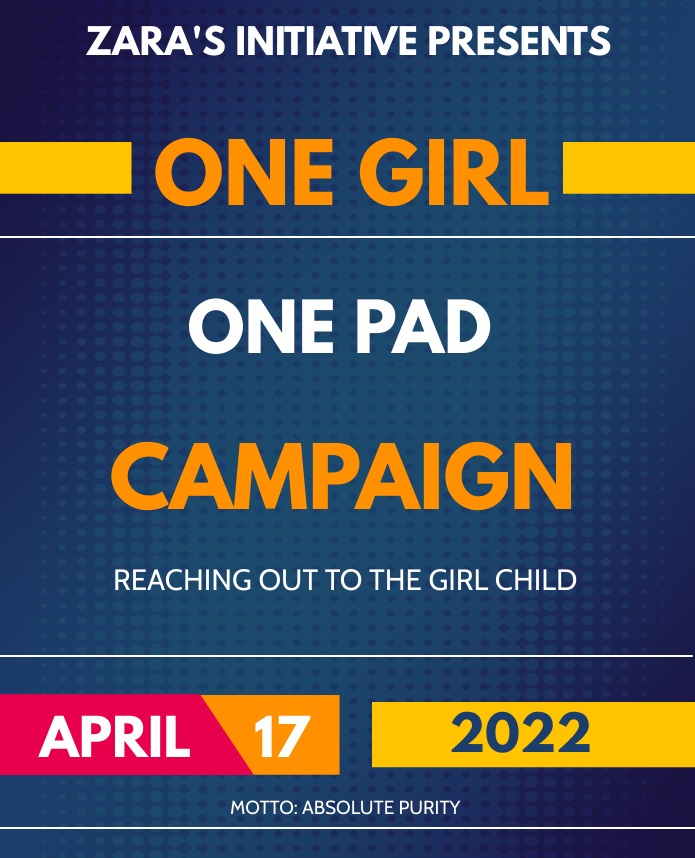 ZARA'S INITIATIVE PRESENTS
ONE GIRL
ONE PAD
CAMPAIGN
REACHING OUT TO THE GIRL CHILD
APRIL 17 2022
MOTTO: ABSOLUTE PURITY